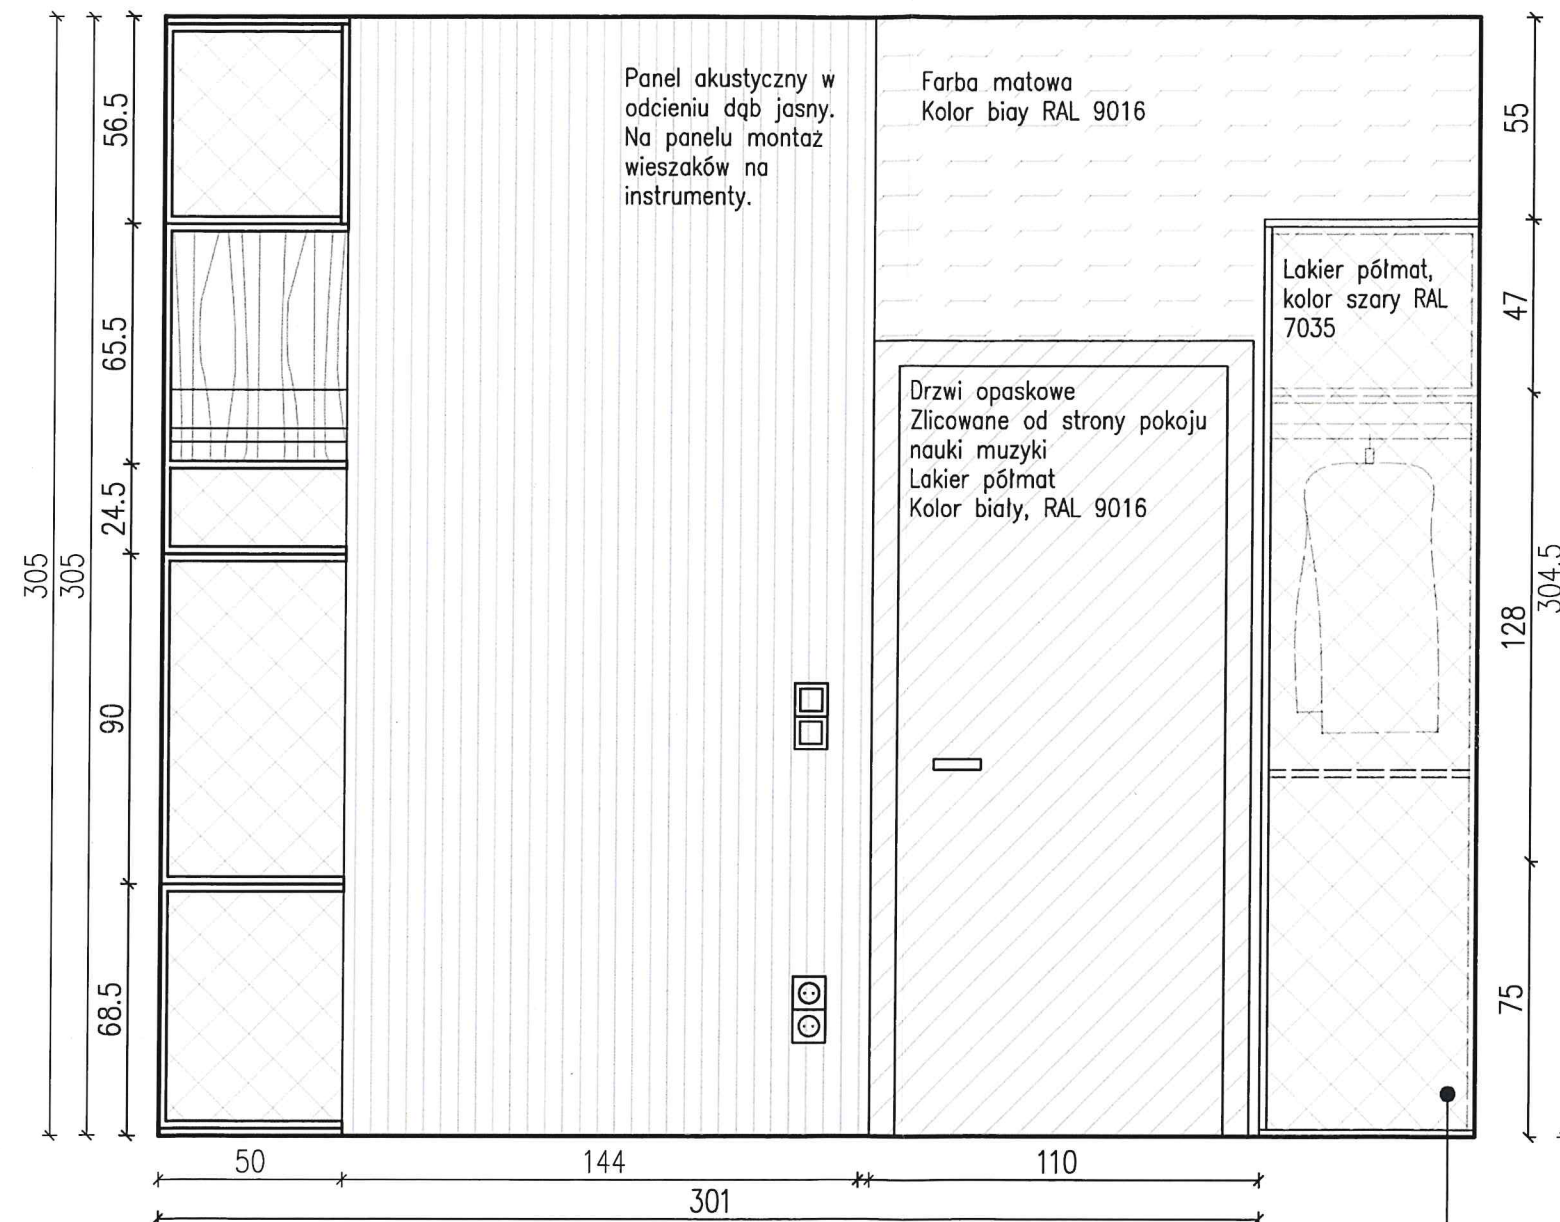 Panel akustyczny w
odcieniu dąb jasny.
Na panelu montaż
wieszaków na
instrumenty.
Farba matowa
Kolor biay RAL 9016
Lakier półmat,
kolor szary RAL
7035
Drzwi opaskowe
Zlicowane od strony pokoju
nauki muzyki
Lakier półmat
Kolor biały, RAL 9016
305
305
56.5
65.5
24.5
90
68.5
55
47
128
75
304.5
50
144
110
301